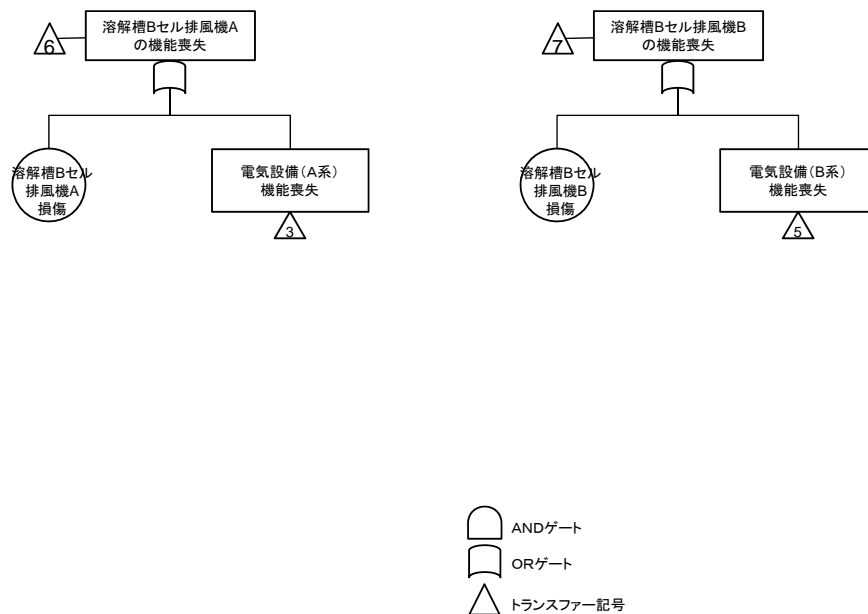 6
溶解槽Bセル排風機A
の機能喪失
溶解槽Bセル
排風機A
損傷
電気設備（A系）
機能喪失
3
7
溶解槽Bセル排風機B
の機能喪失
溶解槽Bセル
排風機B
損傷
電気設備（B系）
機能喪失
5
ANDゲート
ORゲート
トランスファー記号